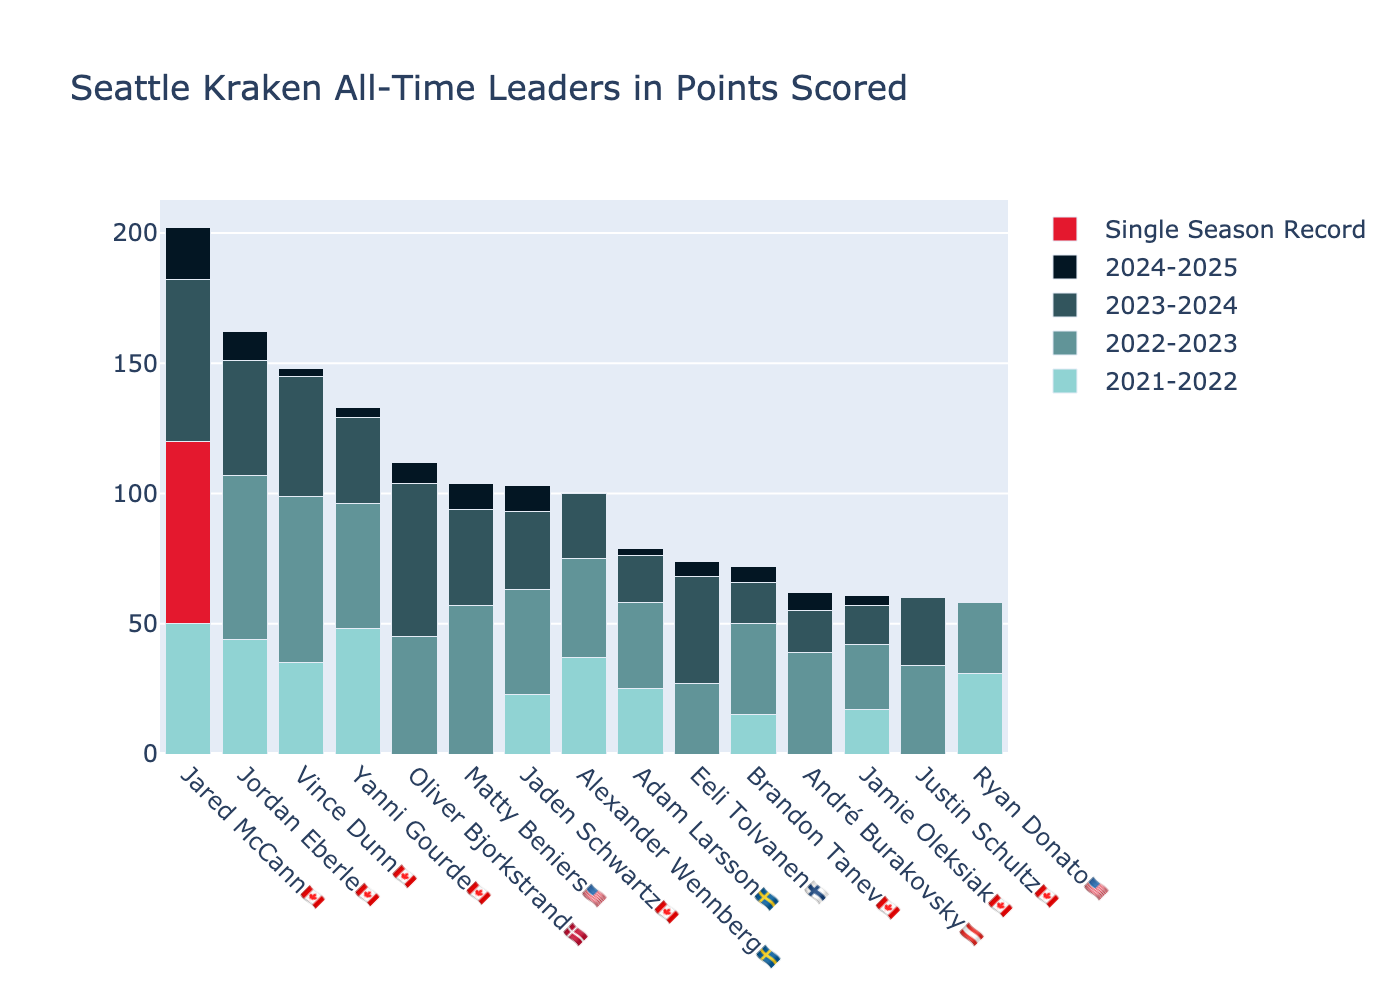 Seattle Kraken All-Time Leaders in Points Scored
200
150
100
50
0
Single Season Record
2024-2025
2023-2024
2022-2023
2021-2022
Jared McCann🇨🇦
Jordan Eberle🇨🇦
Vince Dunn🇨🇦
Yanni Gourde🇨🇦
Oliver Bjorkstrand🇩🇰
Matty Beniers🇺🇸
Jaden Schwartz🇨🇦
Alexander Wennberg🇸🇪
Adam Larsson🇸🇪
Eeli Tolvanen🇫🇮
Brandon Tanev🇨🇦
André Burakovsky🇦🇹
Jamie Oleksiak🇨🇦
Justin Schultz🇨🇦
Ryan Donato🇺🇸